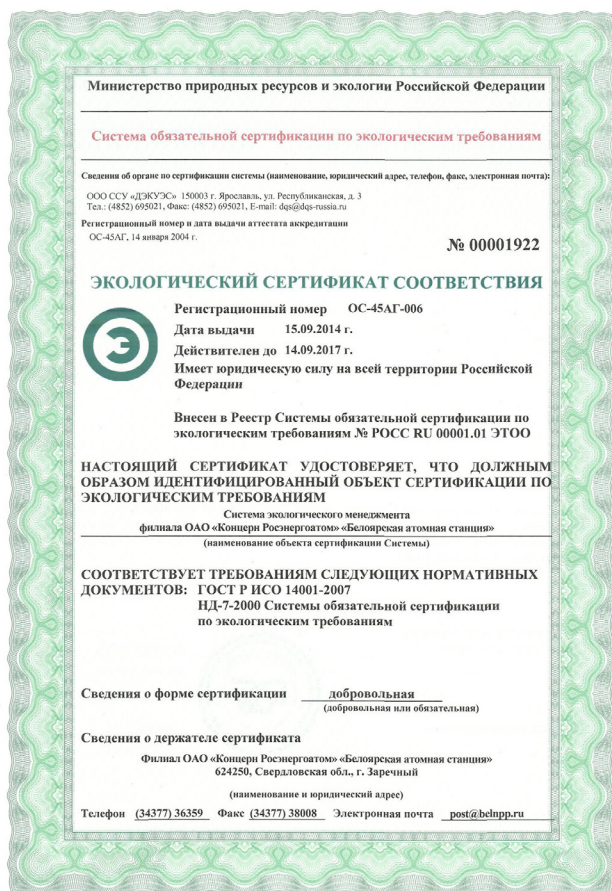 Министерство природных ресурсов и экологии Российской Федерации
Система обязательной сертификации по экологическим требованиям
Сведения об органе по сертификации системы (наименование, юридический адрес, телефон, факс, электронная почта):
ООО ССУ «ДЭКУЭС» 150003 г. Ярославль, ул. Республиканская, д. 3
Тел.: (4852) 695021, Факс: (4852) 695021, E-mail: dqs@dqs-russia.ru
Регистрационный номер и дата выдачи аттестата аккредитации
ОС-45АГ, 14 января 2004 г.
№ 00001922
ЭКОЛОГИЧЕСКИЙ СЕРТИФИКАТ СООТВЕТСТВИЯ
Регистрационный номер ОС-45АГ-006
Э
Дата выдачи 15.09.2014 г.
Действителен до 14.09.2017 г.
Имеет юридическую силу на всей территории Российской
Федерации
Внесен в Реестр Системы обязательной сертификации по
экологическим требованиям № РОСС RU 00001.01 ЭТОО
НАСТОЯЩИЙ СЕРТИФИКАТ УДОСТОВЕРЯЕТ, ЧТО ДОЛЖНЫМ
ОБРАЗОМ ИДЕНТИФИЦИРОВАННЫЙ ОБЪЕКТ СЕРТИФИКАЦИИ ПО
ЭКОЛОГИЧЕСКИМ ТРЕБОВАНИЯМ
Система экологического менеджмента
филиала ОАО «Концерн Росэнергоатом» «Белоярская атомная станция»
(наименование объекта сертификации Системы)
СООТВЕТСТВУЕТ ТРЕБОВАНИЯМ СЛЕДУЮЩИХ НОРМАТИВНЫХ
ДОКУМЕНТОВ: ГОСТ Р ИСО 14001-2007
НД-7-2000 Системы обязательной сертификации
по экологическим требованиям
Сведения о форме сертификации добровольная
(добровольная или обязательная)
Сведения о держателе сертификата
Филиал ОАО «Концерн Росэнергоатом» «Белоярская атомная станция»
624250, Свердловская обл., г. Заречный
(наименование и юридический адрес)
Телефон (34377) 36359 Факс (34377) 38008 Электронная почта post@belnpp.ru